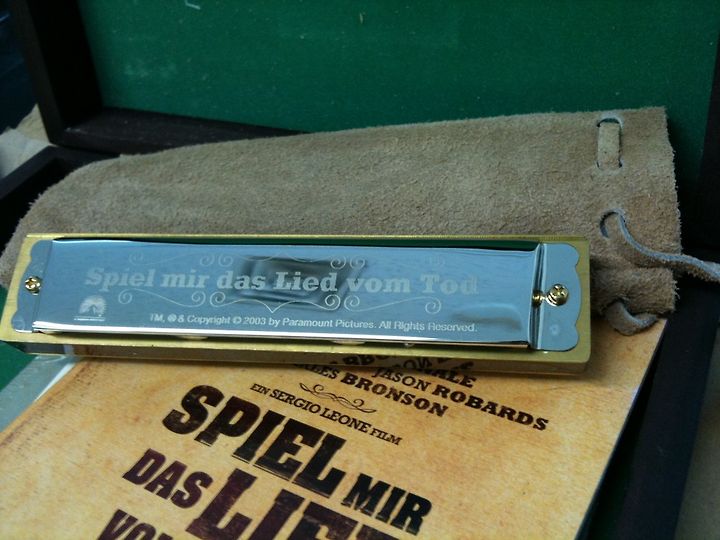 Spiel mir das Lied vom Tod
TM, ® & Copyright © 2003 by Paramount Pictures. All Rights Reserved.
JASON ROBARDS
BRONSON
EIN SERGIO LEONE FILM
SPIEL MIR
DAS